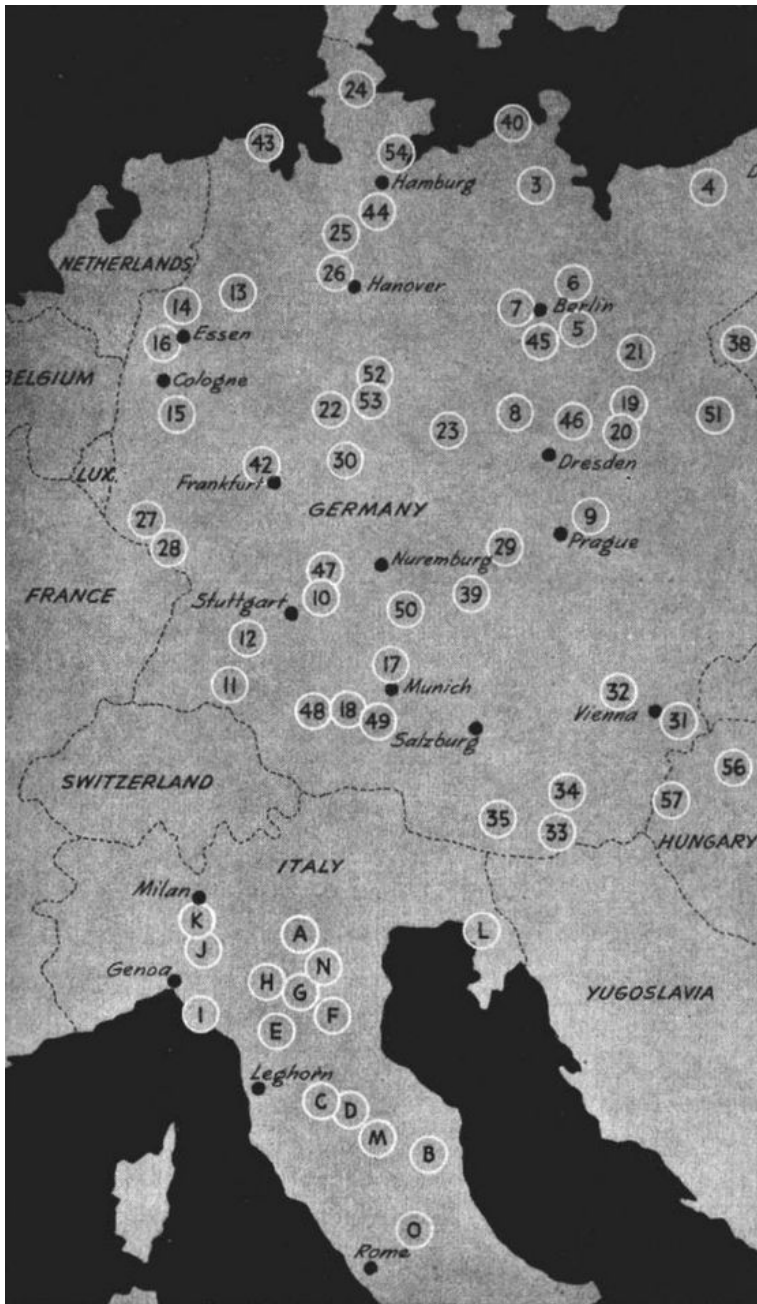 24
40
43
54
3
4
D
Hamburg
44
25
NETHERLANDS
26
Hanover
6
13
14
7
Berlin
5
Essen
16
45
38
21
BELGIUM
Cologne
52
53
19
22
15
8
46
51
20
23
Dresden
LUX.
42
30
Frankfurt
GERMANY
27
9
28
29
Prague
Nuremburg
47
FRANCE
10
39
Stuttgart
50
12
17
11
Munich
32
48
18
49
Vienna
31
Salzburg
56
SWITZERLAND
34
57
35
33
HUNGARY
ITALY
Milan
K
A
L
J
N
Genoa
H
G
YUGOSLAVIA
I
E
F
Leghorn
C
D
M
B
O
Rome